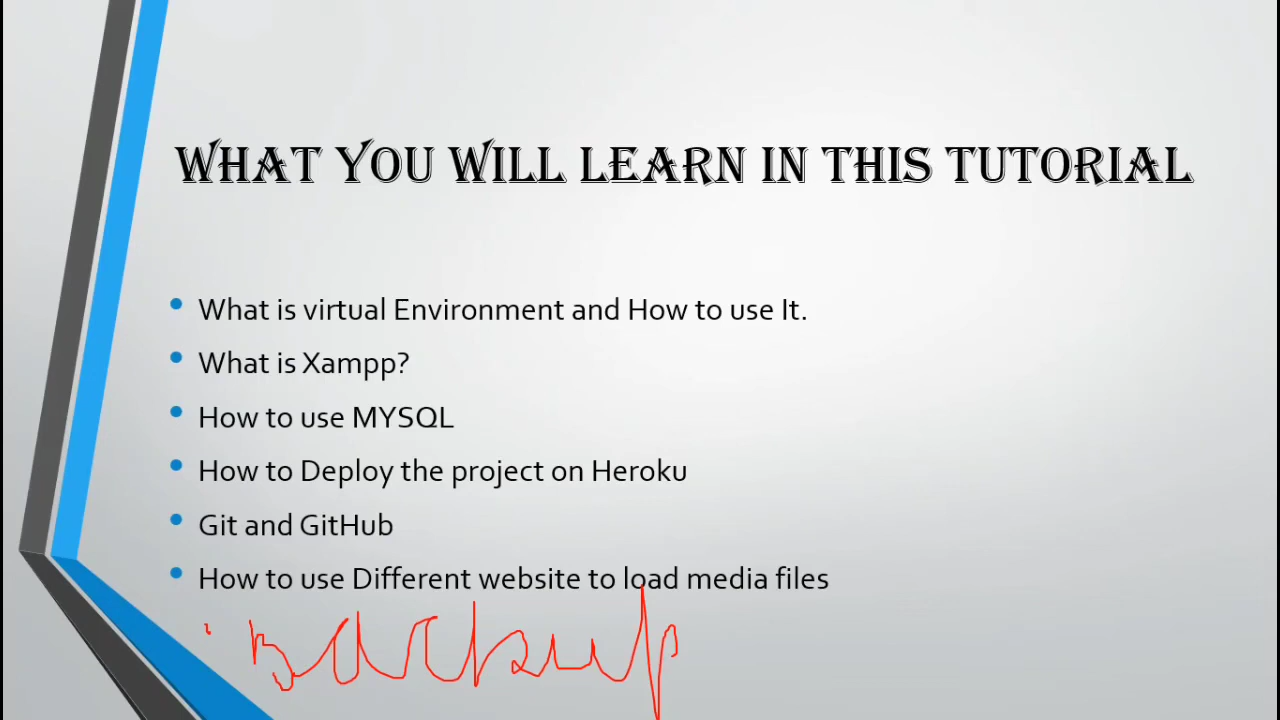 WHAT YOU WILL LEARN IN THIS TUTORIAL
• What is virtual Environment and How to use It.
• What is Xampp?
• How to use MYSQL
• How to Deploy the project on Heroku
• Git and GitHub
• How to use Different website to load media files
Backup